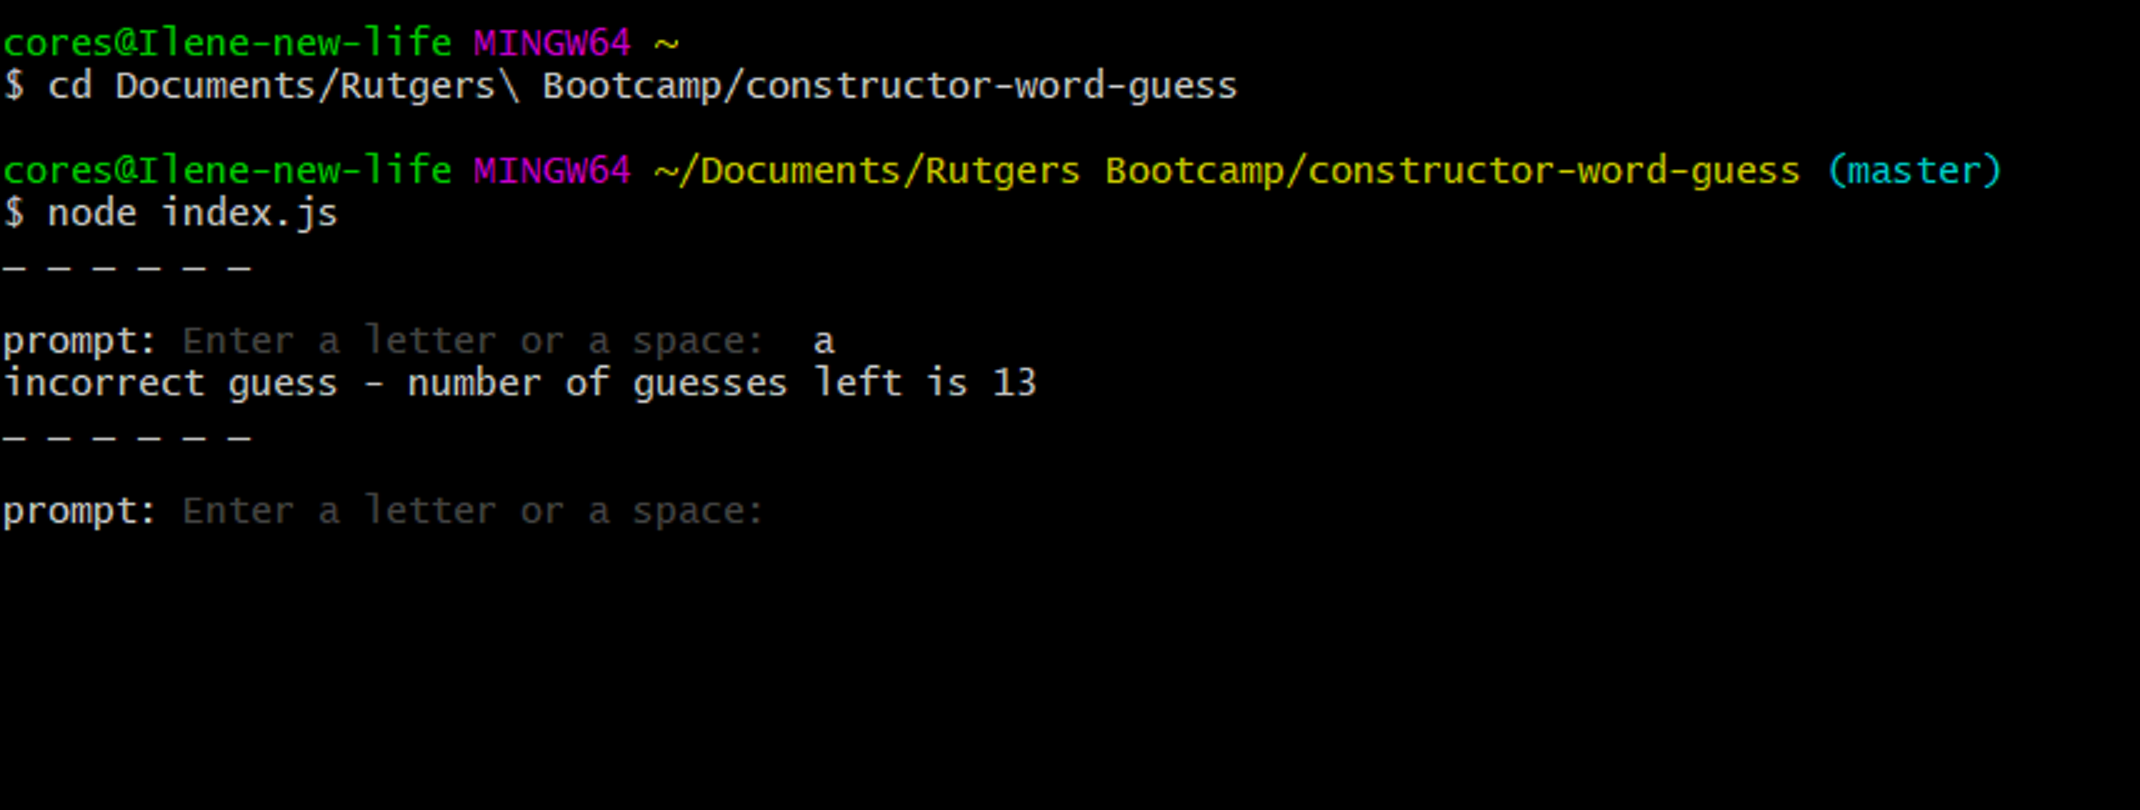 cores@Ilene-new-life MINGW64 ~
$ cd Documents/Rutgers\ Bootcamp/constructor-word-guess
cores@Ilene-new-life MINGW64 ~/Documents/Rutgers Bootcamp/constructor-word-guess (master)
$ node index.js
_ _ _ _ _ _
prompt: Enter a letter or a space:  a
incorrect guess - number of guesses left is 13
_ _ _ _ _ _
prompt: Enter a letter or a space: